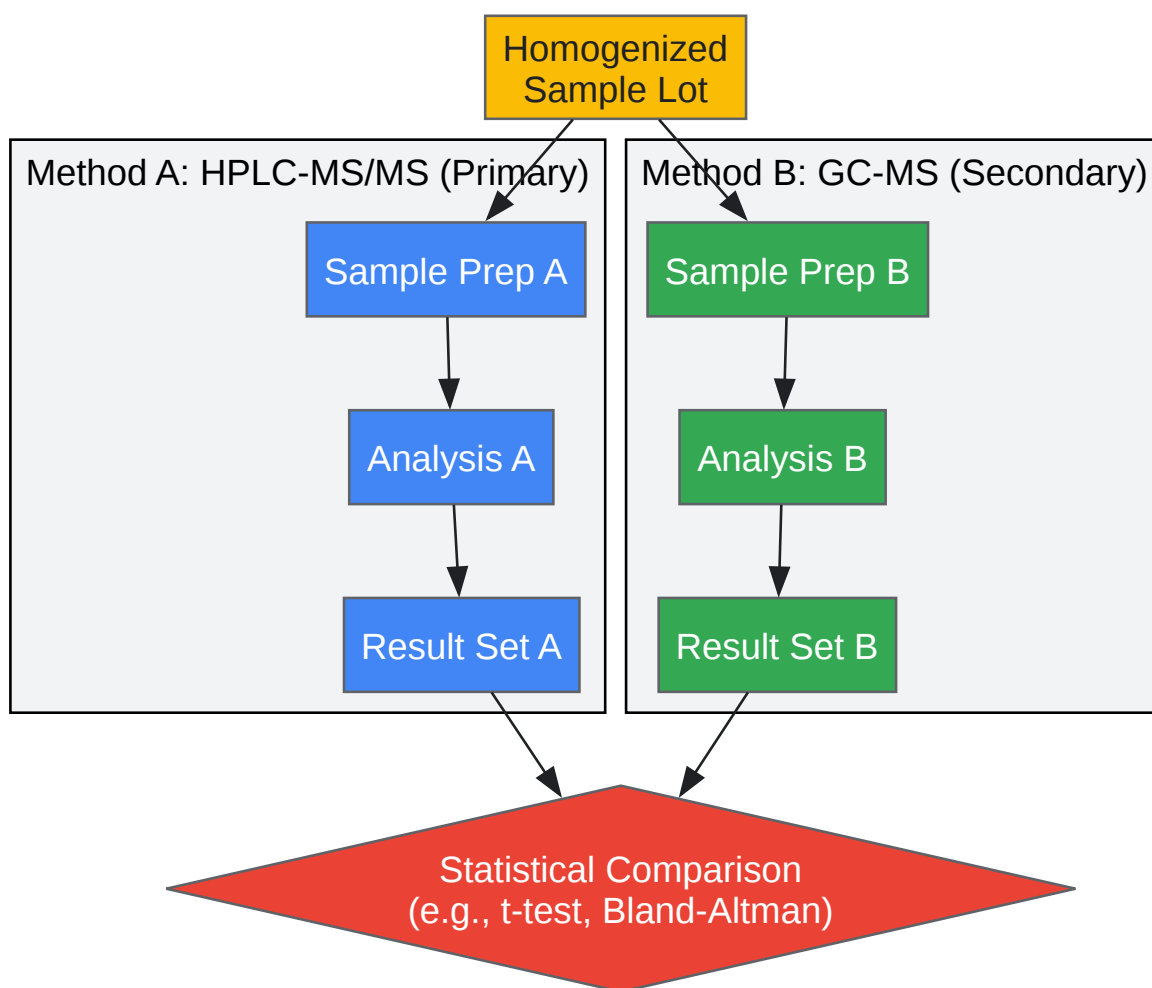 Homogenized
Sample Lot
Method A: HPLC-MS/MS (Primary)
Method B: GC-MS (Secondary)
Sample Prep A
Sample Prep B
Analysis A
Analysis B
Result Set A
Result Set B
Statistical Comparison
(e.g., t-test, Bland-Altman)